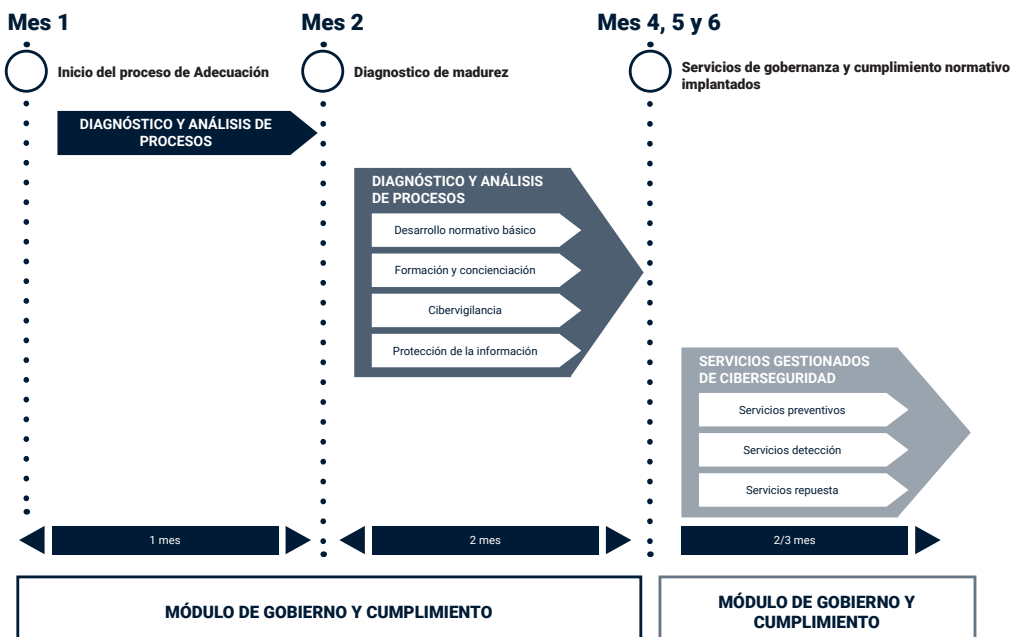 Mes 1
Mes 2
Mes 4, 5 y 6
Inicio del proceso de Adecuación
Diagnostico de madurez
Servicios de gobernanza y cumplimiento normativo
implantados
DIAGNÓSTICO Y ANÁLISIS DE
PROCESOS
DIAGNÓSTICO Y ANÁLISIS
DE PROCESOS
Desarrollo normativo básico
Formación y concienciación
Cibervigilancia
Protección de la información
SERVICIOS GESTIONADOS
DE CIBERSEGURIDAD
Servicios preventivos
Servicios detección
Servicios repuesta
1 mes
2 mes
2/3 mes
MÓDULO DE GOBIERNO Y CUMPLIMIENTO
MÓDULO DE GOBIERNO Y
CUMPLIMIENTO